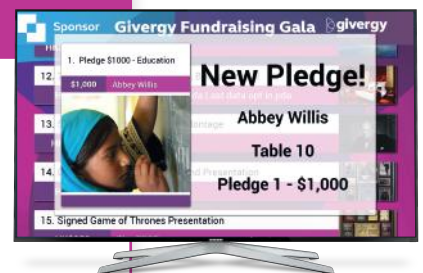 Sponsor Givergy Fundraising Gala givergy
1. Pledge $1000 - Education
$1,000 Abbey Willis
New Pledge!
Abbey Willis
Table 10
Pledge 1 - $1,000
12.
13.
14.
15. Signed Game of Thrones Presentation